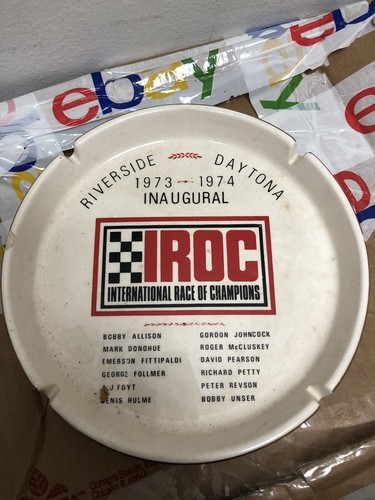 ebay
RIVERSIDE DAYTONA
1973 1974
INAUGURAL
IROC
INTERNATIONAL RACE OF CHAMPIONS
BOBBY ALLISON
MARK DONOHUE
EMERSON FITTIPALDI
GEORGE FOLLMER
A.J.FOYT
DENIS HULME
GORDON JOHNCOCK
ROGER McCLUSKEY
DAVID PEARSON
RICHARD PETTY
PETER REVSON
BOBBY UNSER